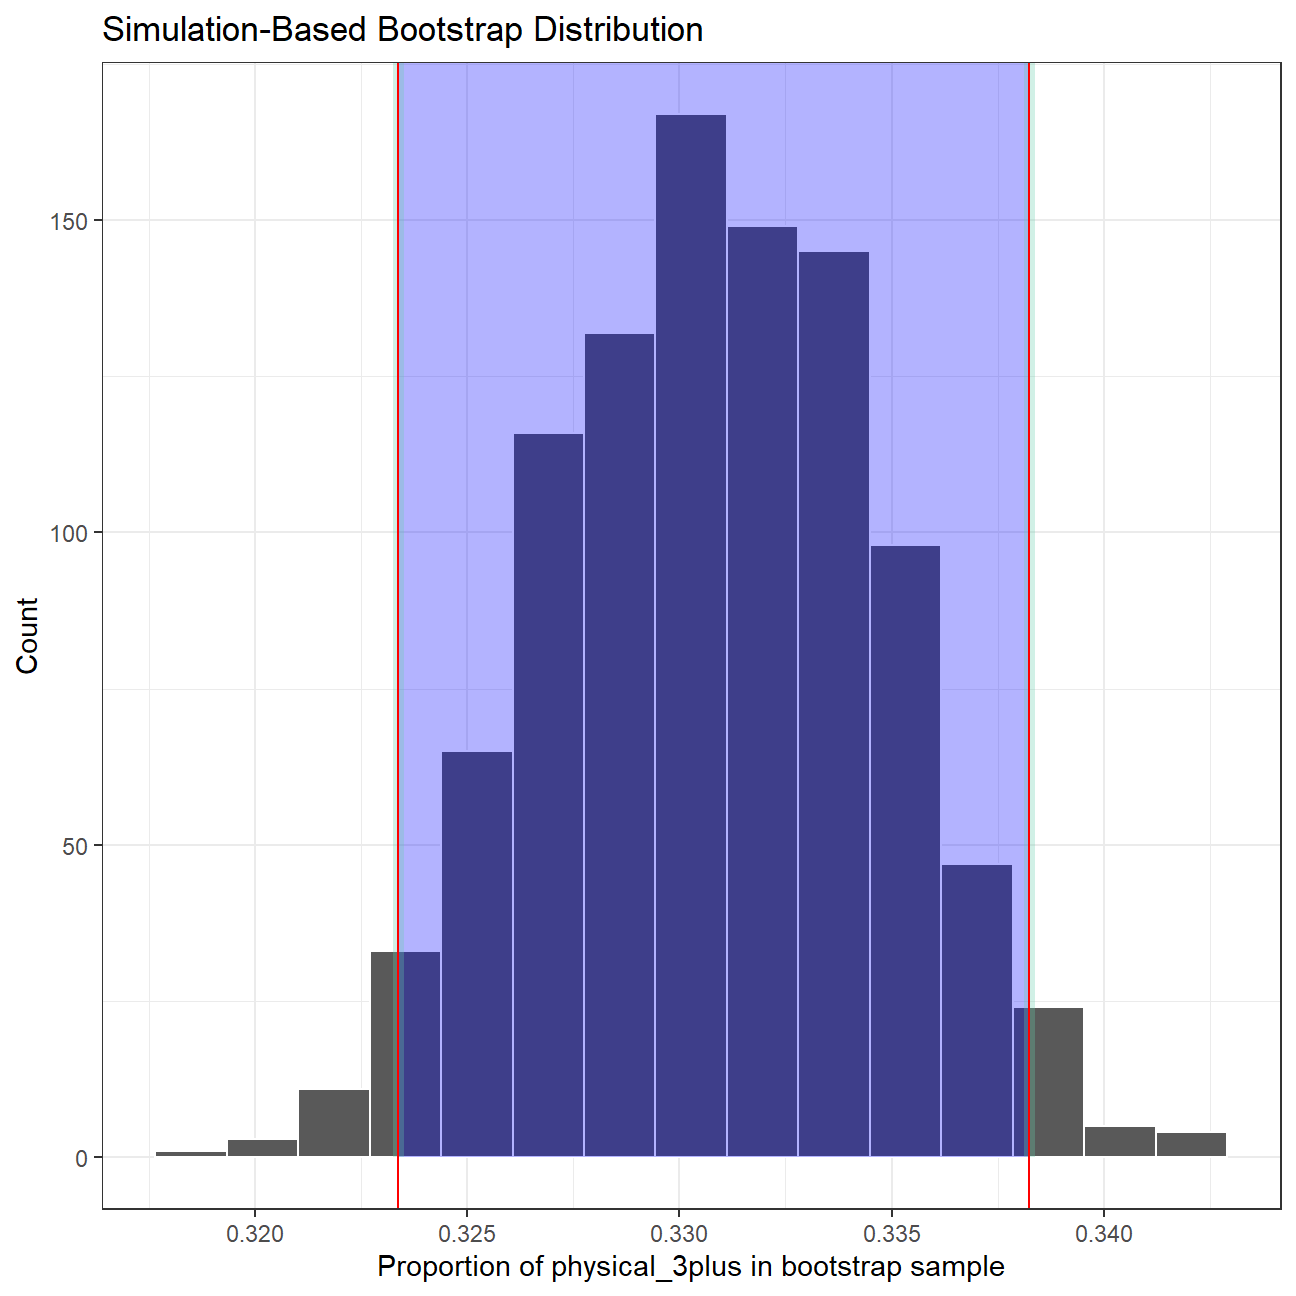 Simulation-Based Bootstrap Distribution
150
100
50
0
Count
0.320 0.325 0.330 0.335 0.340
Proportion of physical_3plus in bootstrap sample